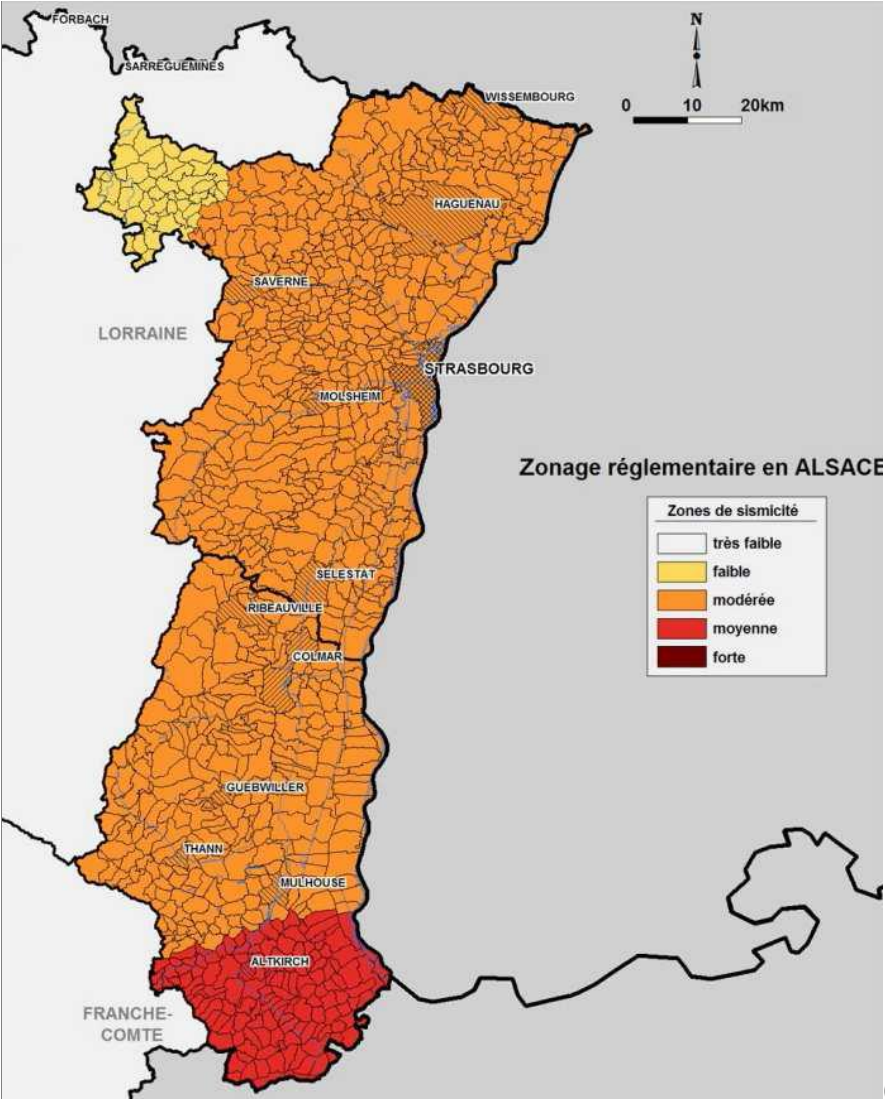 FORBACH
SARREGUEMINES
N
WISSEMBOURG
0 10 20km
HAGUENAU
SAVERNE
LORRAINE
STRASBOURG
MOLSHEIM
Zonage réglementaire en ALSACE
Zones de sismicité
très faible
faible
modérée
moyenne
forte
SELESTAT
RIBEAUVILLE
COLMAR
GUEBWILLER
THANN
MULHOUSE
ALTKIRCH
FRANCHE-
COMTE